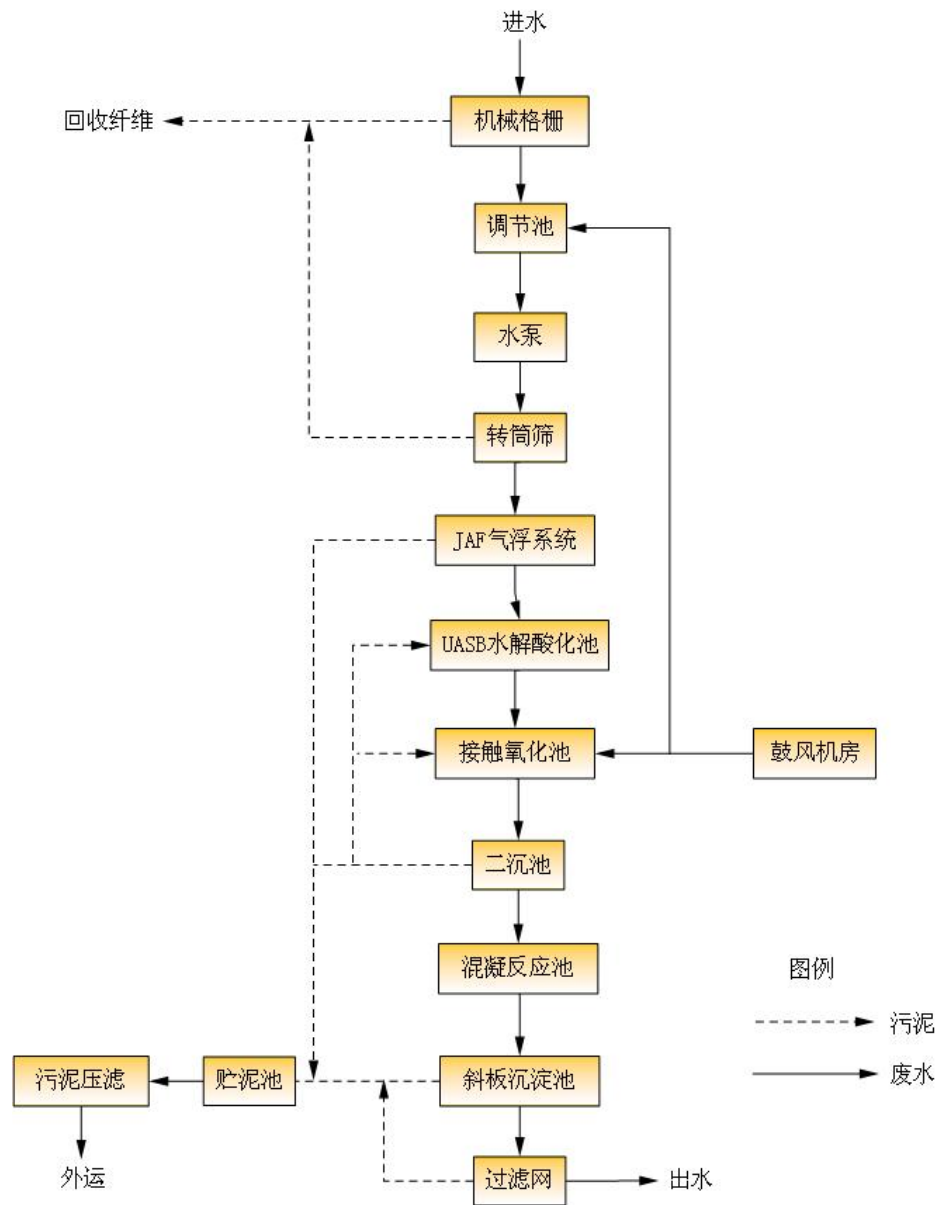 进水
回收纤维
机械格栅
调节池
水泵
转筒筛
JAF气浮系统
UASB水解酸化池
接触氧化池
鼓风机房
二沉池
混凝反应池
图例
污泥
废水
污泥压滤
贮泥池
斜板沉淀池
外运
过滤网
出水